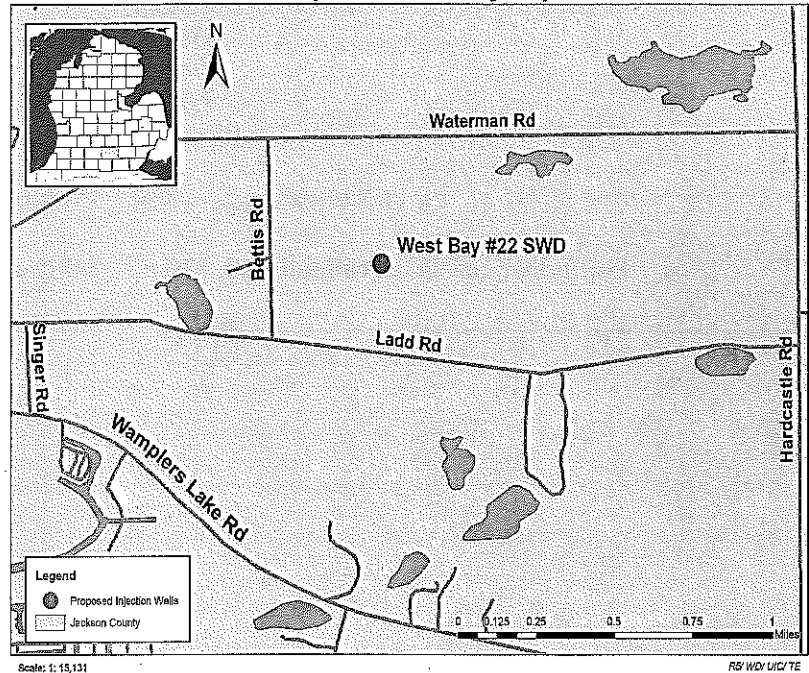 N
Waterman Rd
Bettis Rd
West Bay #22 SWD
Singer Rd
Ladd Rd
Hardcastle Rd
Wamplers Lake Rd
Legend
Proposed Injection Wells
Jackson County
0 0.125 0.25 0.5 0.75 1
Miles
Scale: 1: 15,131
R5/ WD/ UIC/ TE